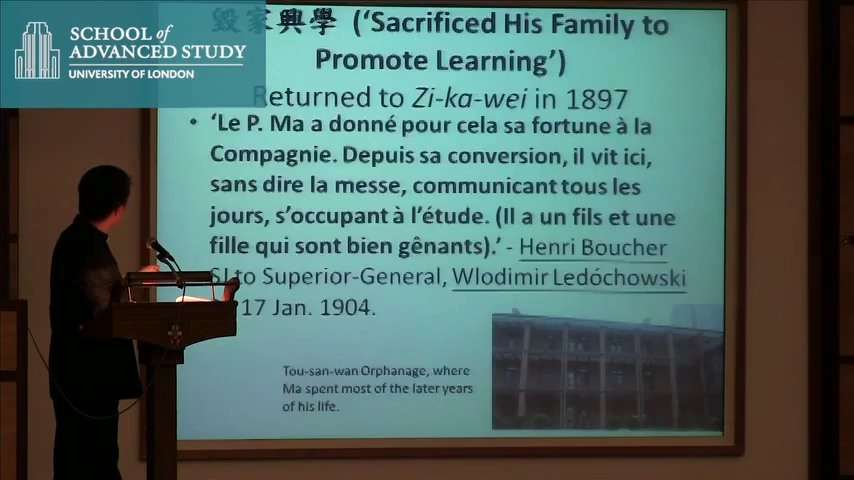 SCHOOL of
ADVANCED STUDY
UNIVERSITY OF LONDON
毀家興學 (‘Sacrificed His Family to
Promote Learning’)
Returned to Zi-ka-wei in 1897
• ‘Le P. Ma a donné pour cela sa fortune à la
Compagnie. Depuis sa conversion, il vit ici,
sans dire la messe, communicant tous les
jours, s’occupant à l’étude. (Il a un fils et une
fille qui sont bien gênants).’ - Henri Boucher
SJ to Superior-General, Wlodimir Ledóchowski
17 Jan. 1904.
Tou-san-wan Orphanage, where
Ma spent most of the later years
of his life.